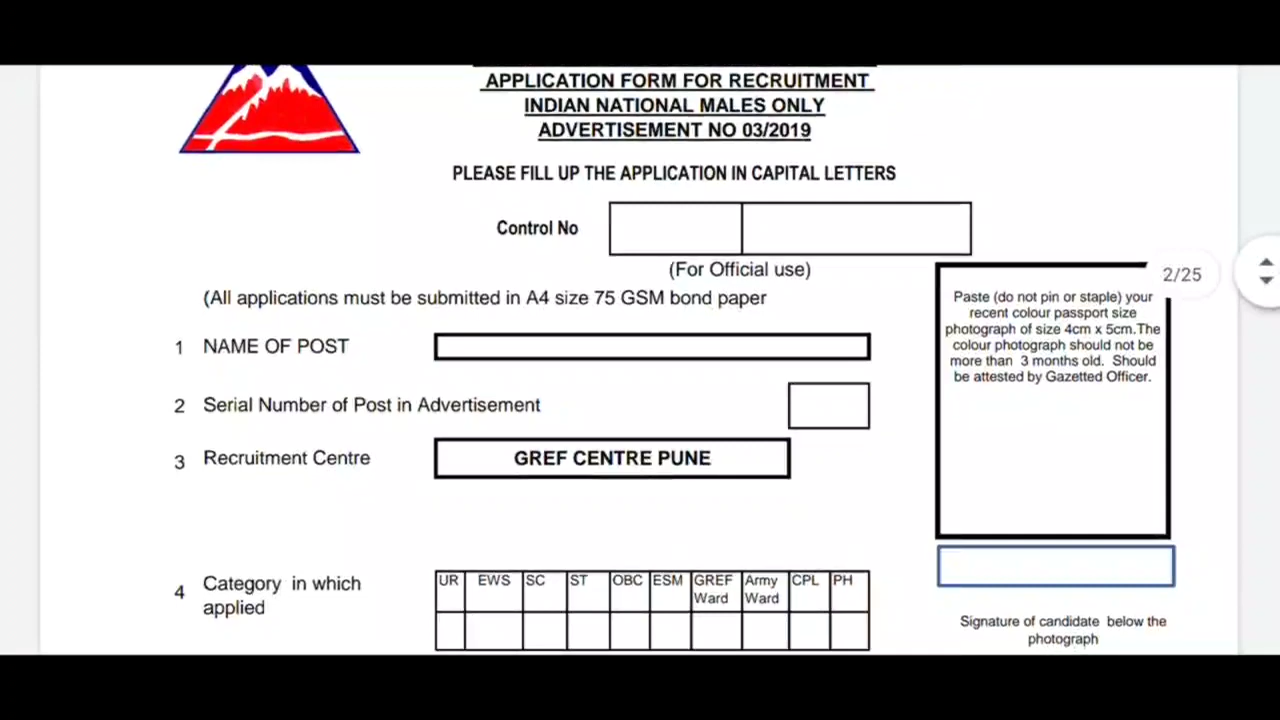 APPLICATION FORM FOR RECRUITMENT
INDIAN NATIONAL MALES ONLY
ADVERTISEMENT NO 03/2019
PLEASE FILL UP THE APPLICATION IN CAPITAL LETTERS
Control No
(For Official use)
2/25
(All applications must be submitted in A4 size 75 GSM bond paper
Paste (do not pin or staple) your
recent colour passport size
photograph of size 4cm x 5cm.The
colour photograph should not be
more than 3 months old. Should
be attested by Gazetted Officer.
1 NAME OF POST
2 Serial Number of Post in Advertisement
3 Recruitment Centre GREF CENTRE PUNE
4 Category in which
applied
UR EWS SC ST OBC ESM GREF Army CPL PH
Ward Ward
Signature of candidate below the
photograph